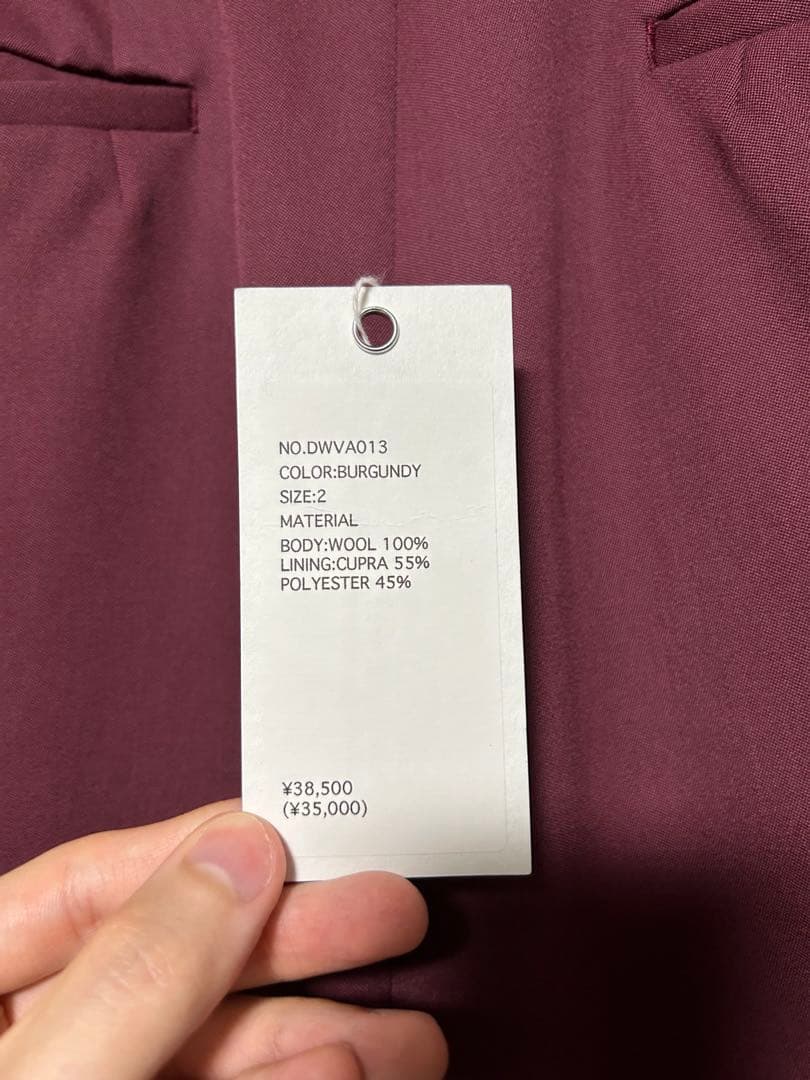 NO.DWVA013
COLOR:BURGUNDY
SIZE:2
MATERIAL
BODY:WOOL 100%
LINING:CUPRA 55%
POLYESTER 45%
¥38,500
(¥35,000)